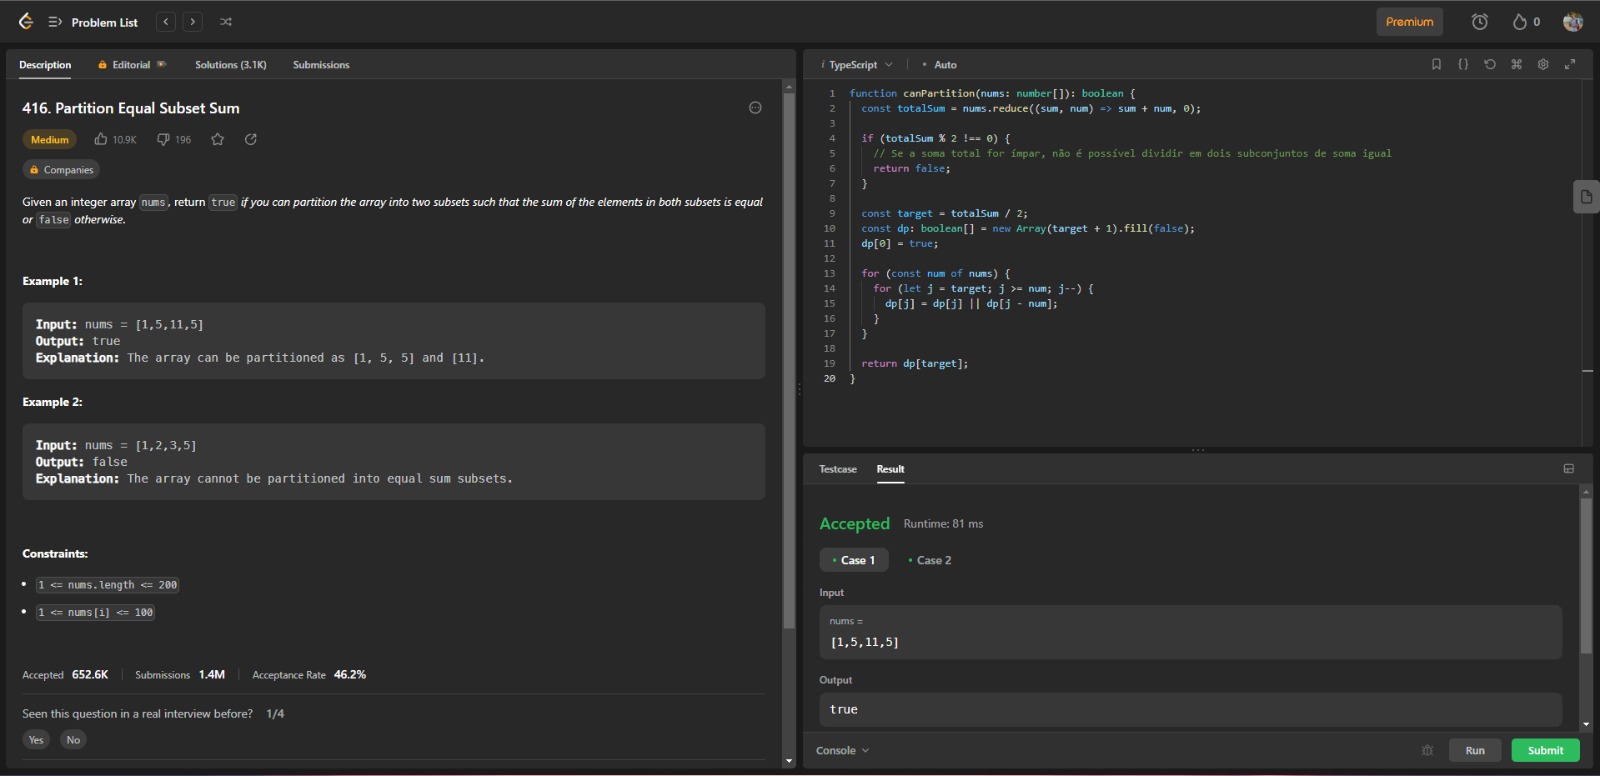 Problem List
Premium
0
Description
Editorial
Solutions (3.1K)
Submissions
416. Partition Equal Subset Sum
Medium
10.9K
196
Companies
Given an integer array nums, return true if you can partition the array into two subsets such that the sum of the elements in both subsets is equal
or false otherwise.
Example 1:
Input: nums = [1,5,11,5]
Output: true
Explanation: The array can be partitioned as [1, 5, 5] and [11].
Example 2:
Input: nums = [1,2,3,5]
Output: false
Explanation: The array cannot be partitioned into equal sum subsets.
Constraints:
• 1 <= nums.length <= 200
• 1 <= nums[i] <= 100
Accepted 652.6K
Submissions 1.4M
Acceptance Rate 46.2%
Seen this question in a real interview before? 1/4
Yes
No
i TypeScript
• Auto
1 function canPartition(nums: number[]): boolean {
2 const totalSum = nums.reduce((sum, num) => sum + num, 0);
3
4 if (totalSum % 2 !== 0) {
5 // Se a soma total for ímpar, não é possível dividir em dois subconjuntos de soma igual
6 return false;
7 }
8
9 const target = totalSum / 2;
10 const dp: boolean[] = new Array(target + 1).fill(false);
11 dp[0] = true;
12
13 for (const num of nums) {
14 for (let j = target; j >= num; j--) {
15 dp[j] = dp[j] || dp[j - num];
16 }
17 }
18
19 return dp[target];
20 }
Testcase
Result
Accepted
Runtime: 81 ms
• Case 1
• Case 2
Input
nums =
[1,5,11,5]
Output
true
Console
Run
Submit